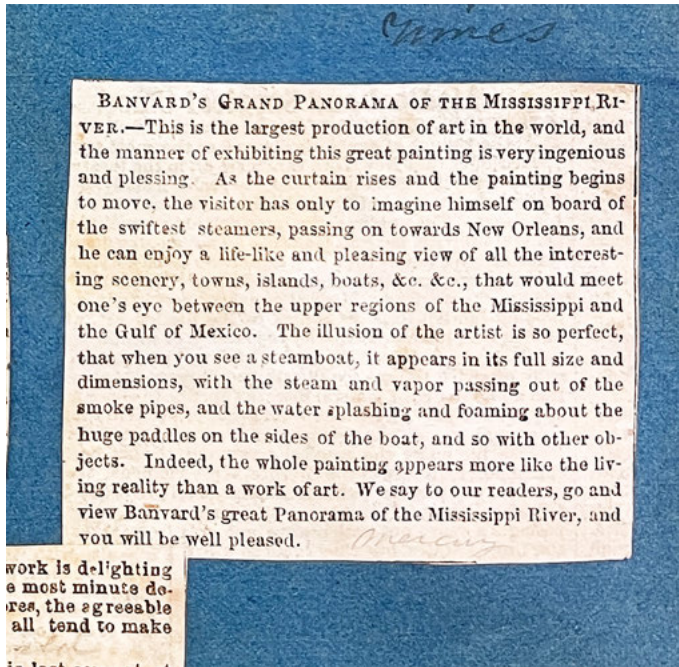 Times
BANVARD'S GRAND PANORAMA OF THE MISSISSIPPI RI-
VER.—This is the largest production of art in the world, and
the manner of exhibiting this great painting is very ingenious
and plessing. As the curtain rises and the painting begins
to move, the visitor has only to imagine himself on board of
the swiftest steamers, passing on towards New Orleans, and
he can enjoy a life-like and pleasing view of all the interest-
ing scenery, towns, islands, boats, &c. &c., that would meet
one's eye between the upper regions of the Mississippi and
the Gulf of Mexico. The illusion of the artist is so perfect,
that when you see a steamboat, it appears in its full size and
dimensions, with the steam and vapor passing out of the
smoke pipes, and the water splashing and foaming about the
huge paddles on the sides of the boat, and so with other ob-
jects. Indeed, the whole painting appears more like the liv-
ing reality than a work of art. We say to our readers, go and
view Banvard's great Panorama of the Mississippi River, and
you will be well pleased.
work is delighting
e most minute de-
res, the agreeable
all tend to make